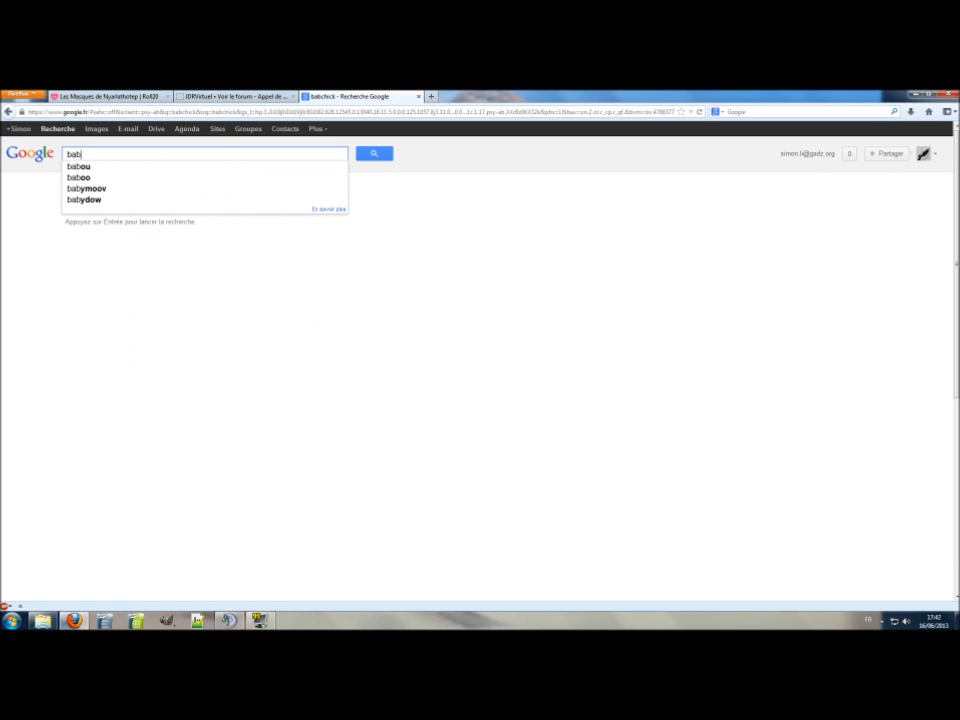 Firefox
Les Masques de Nyarlathotep | Roll20
JDRVirtuel • Voir le forum - Appel de ...
babchick - Recherche Google
Google
+Simon Recherche Images E-mail Drive Agenda Sites Groupes Contacts Plus
Google
bab
simon.li@gadz.org 0 + Partager
babou
baboo
babymoov
babydow
En savoir plus
Appuyez sur Entrée pour lancer la recherche.
FR
17:42
16/06/2013